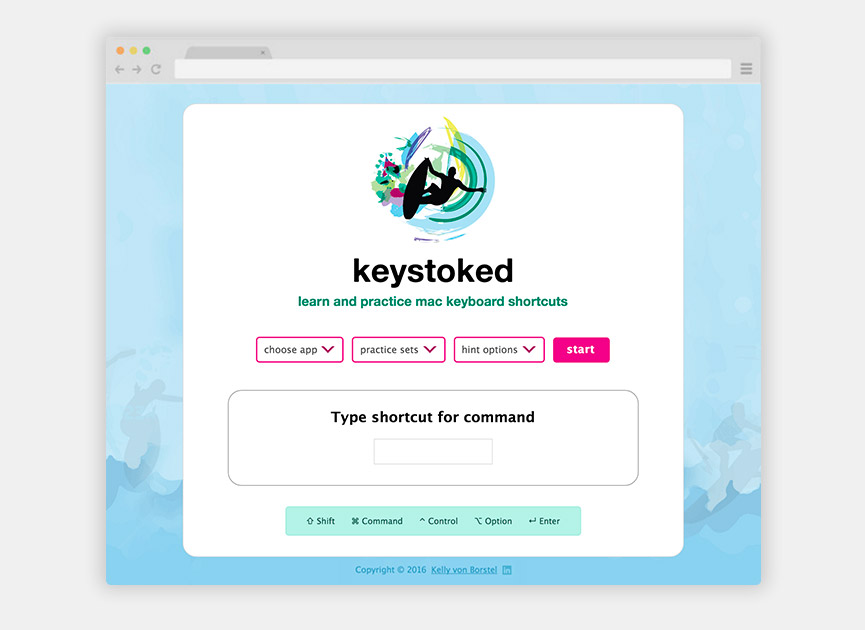 keystoked
learn and practice mac keyboard shortcuts
choose app practice sets hint options start
Type shortcut for command
⇧ Shift ⌘ Command ^ Control ⌥ Option ↵ Enter
Copyright © 2016 Kelly von Borstel in